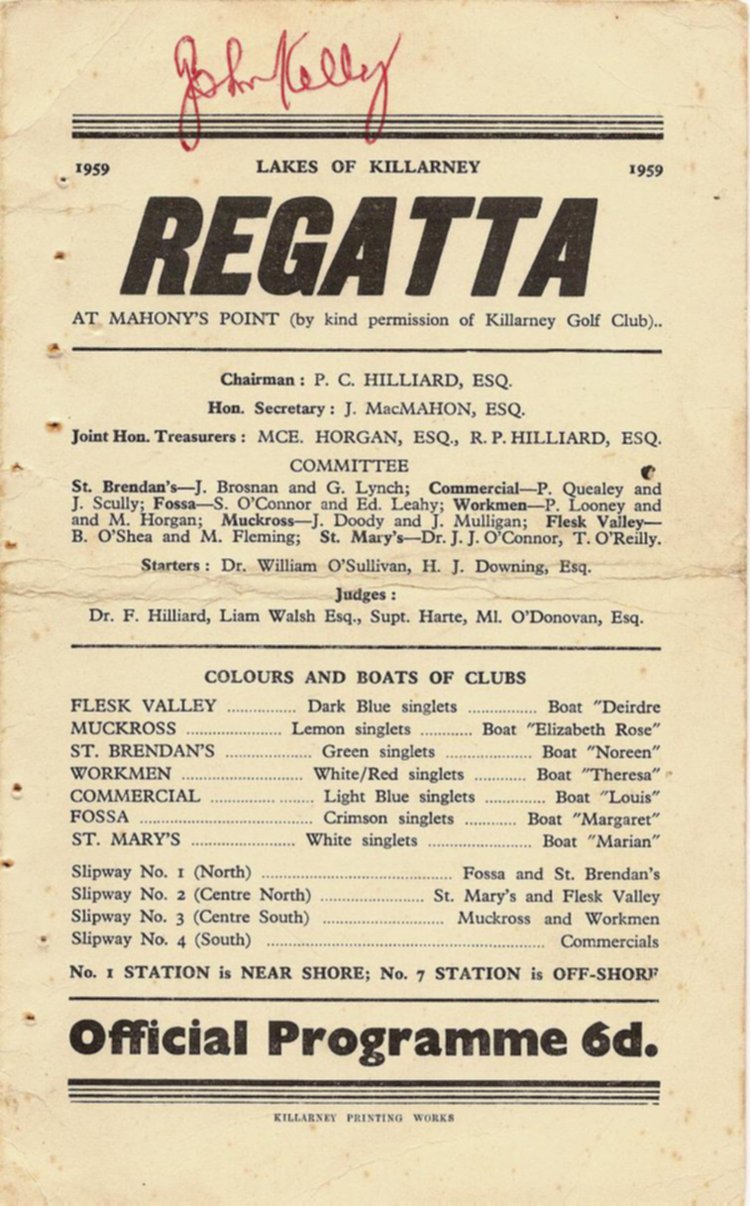 John Kelly
1959 LAKES OF KILLARNEY 1959
REGATTA
AT MAHONY'S POINT (by kind permission of Killarney Golf Club)..
Chairman : P. C. HILLIARD, ESQ.
Hon. Secretary : J. MacMAHON, ESQ.
Joint Hon. Treasurers : MCE. HORGAN, ESQ., R. P. HILLIARD, ESQ.
COMMITTEE
St. Brendan's—J. Brosnan and G. Lynch; Commercial—P. Quealey and
J. Scully; Fossa—S. O'Connor and Ed. Leahy; Workmen—P. Looney and
and M. Horgan; Muckross—J. Doody and J. Mulligan; Flesk Valley—
B. O'Shea and M. Fleming; St. Mary's—Dr. J. J. O'Connor, T. O'Reilly.
Starters : Dr. William O'Sullivan, H. J. Downing, Esq.
Judges :
Dr. F. Hilliard, Liam Walsh Esq., Supt. Harte, Ml. O'Donovan, Esq.
COLOURS AND BOATS OF CLUBS
FLESK VALLEY ............... Dark Blue singlets ............... Boat "Deirdre
MUCKROSS ..................... Lemon singlets ........... Boat "Elizabeth Rose"
ST. BRENDAN'S ................... Green singlets ................... Boat "Noreen"
WORKMEN .......................... White/Red singlets ........... Boat "Theresa"
COMMERCIAL ............... ........ Light Blue singlets ............. Boat "Louis"
FOSSA ...................................... Crimson singlets ........... Boat "Margaret"
ST. MARY'S ....................... White singlets ........................... Boat "Marian"
Slipway No. 1 (North) ............................................ Fossa and St. Brendan's
Slipway No. 2 (Centre North) ....................... St. Mary's and Flesk Valley
Slipway No. 3 (Centre South) .......................... Muckross and Workmen
Slipway No. 4 (South) ............................................................. Commercials
No. 1 STATION is NEAR SHORE; No. 7 STATION is OFF-SHORE
Official Programme 6d.
KILLARNEY PRINTING WORKS